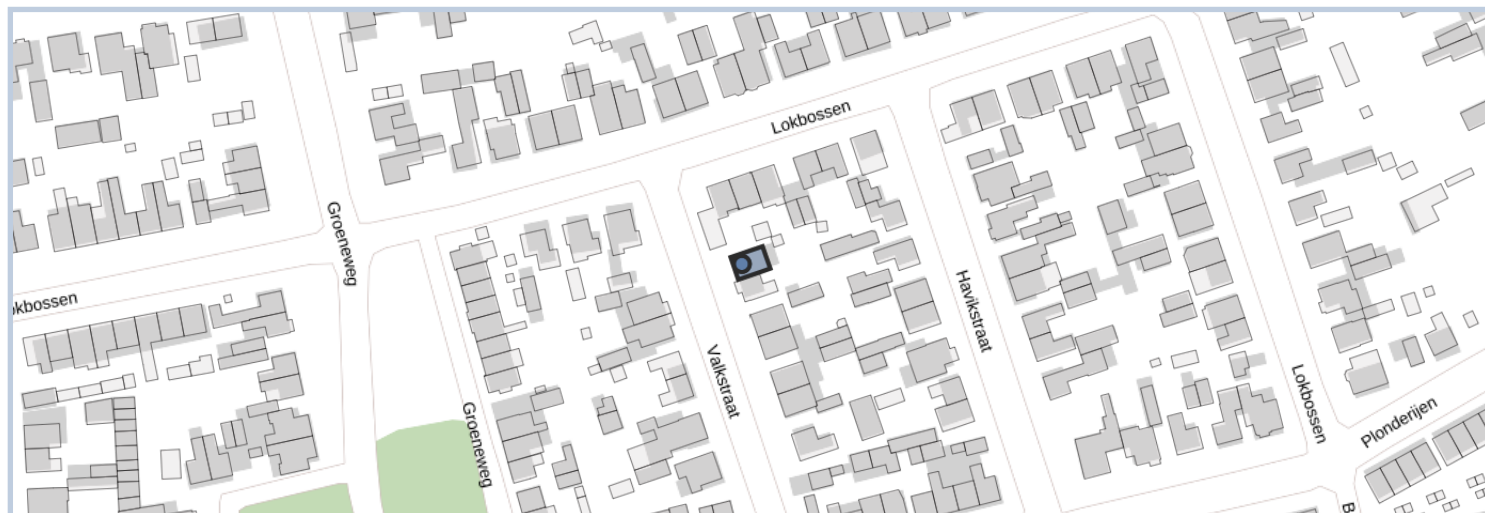 Lokbossen
Groeneweg
okbossen
Havikstraat
Valkstraat
Lokbossen
Plonderijen
Groeneweg
B